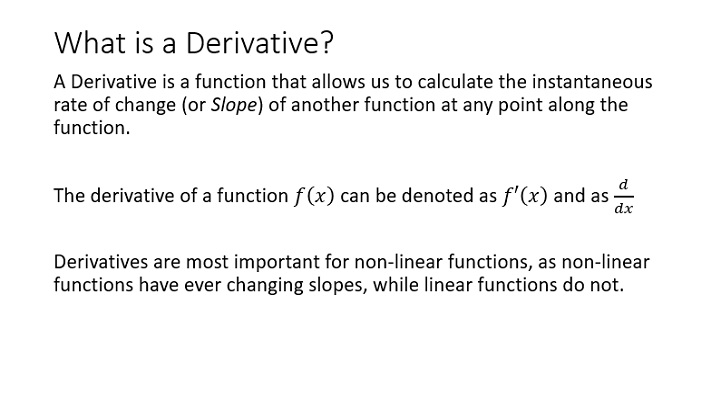 What is a Derivative?
A Derivative is a function that allows us to calculate the instantaneous
rate of change (or Slope) of another function at any point along the
function.
The derivative of a function f(x) can be denoted as f'(x) and as d/dx
Derivatives are most important for non-linear functions, as non-linear
functions have ever changing slopes, while linear functions do not.